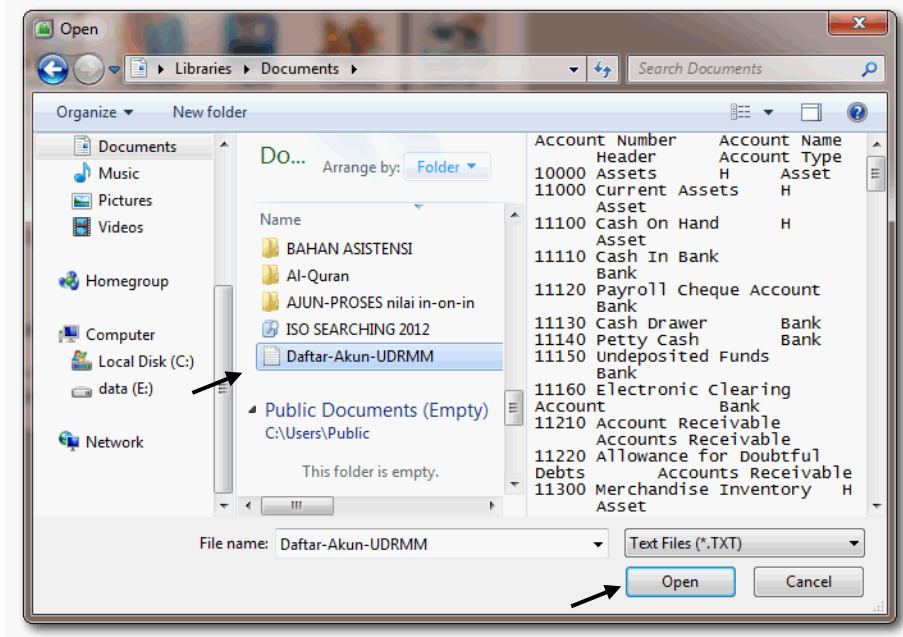 Open
Libraries Documents
Search Documents
Organize New folder
Documents
Music
Pictures
Videos
Homegroup
Computer
Local Disk (C:)
data (E:)
Network
Do...
Arrange by: Folder
Name
BAHAN ASISTENSI
Al-Quran
AJUN-PROSES nilai in-on-in
ISO SEARCHING 2012
Daftar-Akun-UDRMM
Public Documents (Empty)
C:\Users\Public
This folder is empty.
Account Number Account Name
Header Account Type
10000 Assets H Asset
11000 Current Assets H
Asset
11100 Cash On Hand H
Asset
11110 Cash In Bank
Bank
11120 Payroll Cheque Account
Bank
11130 Cash Drawer Bank
11140 Petty Cash Bank
11150 Undeposited Funds
Bank
11160 Electronic Clearing
Account Bank
11210 Account Receivable
Accounts Receivable
11220 Allowance for Doubtful
Debts Accounts Receivable
11300 Merchandise Inventory H
Asset
File name: Daftar-Akun-UDRMM
Text Files (*.TXT)
Open Cancel